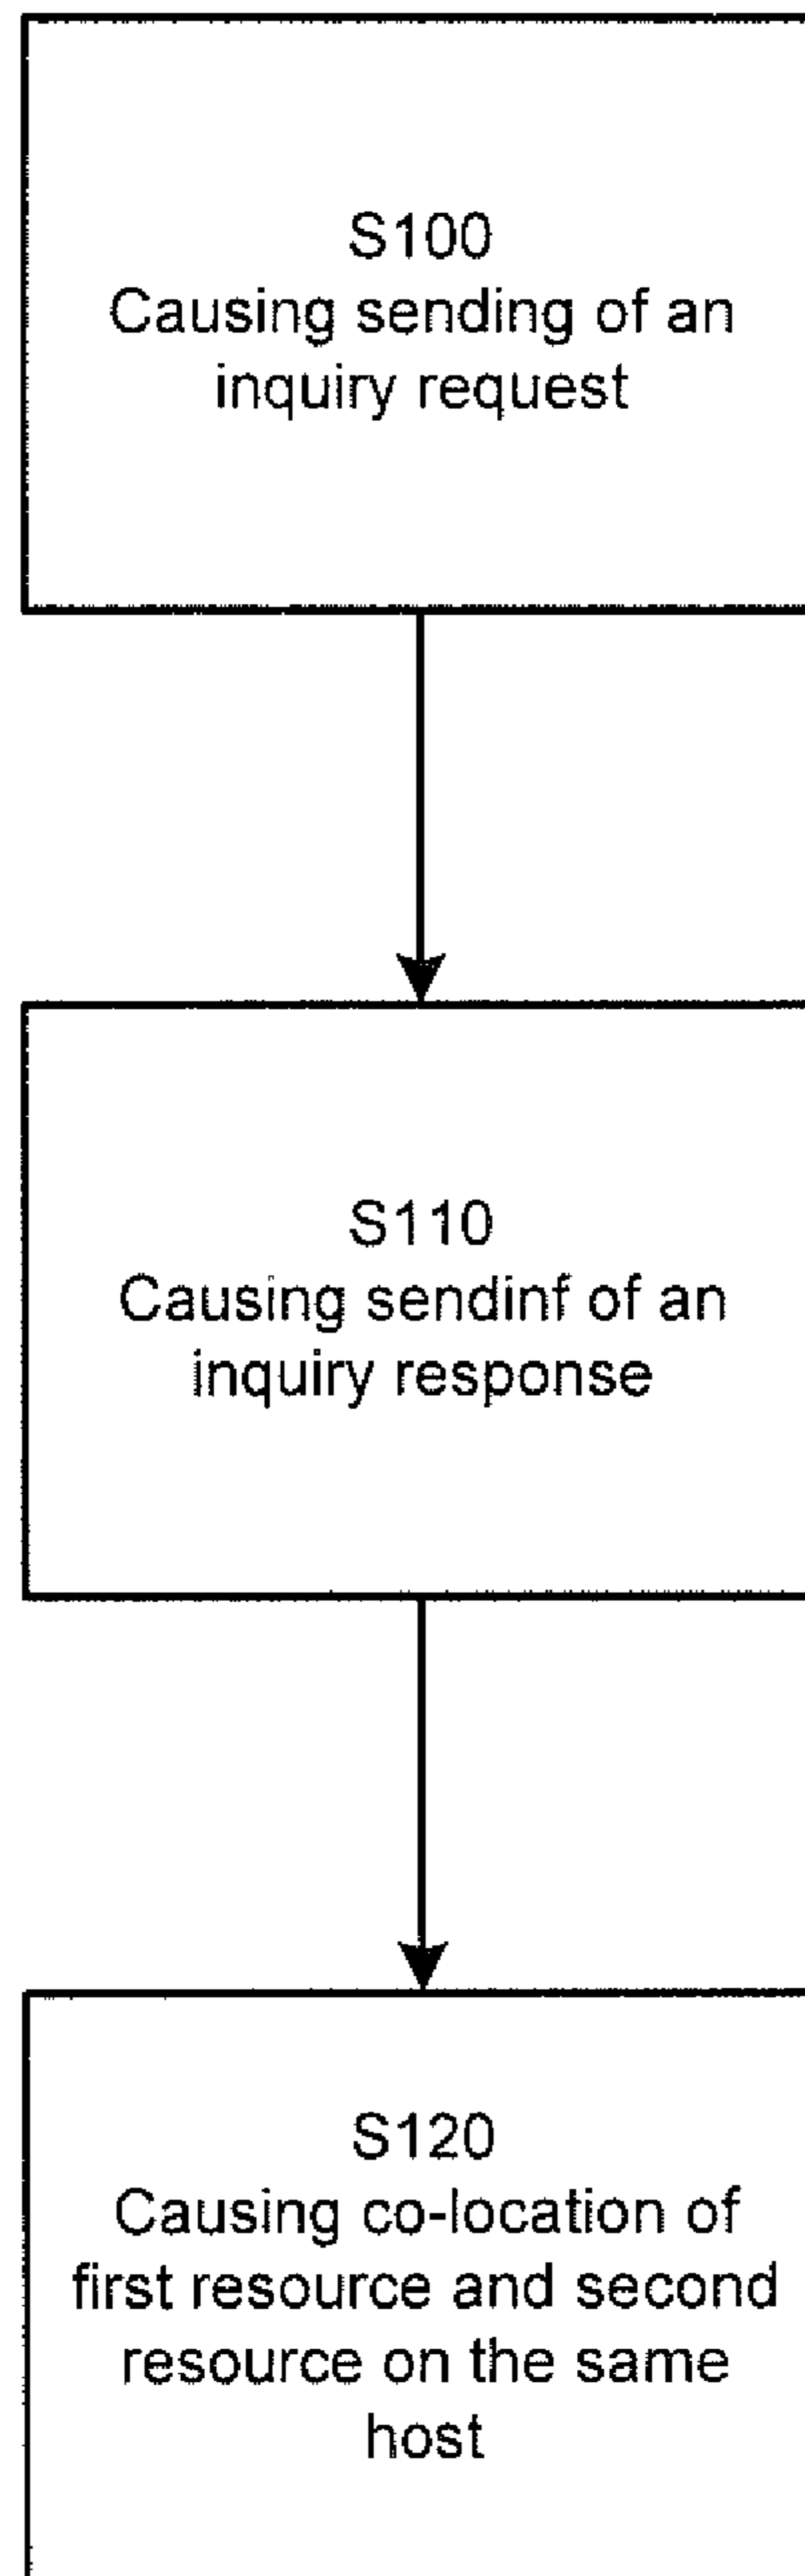 S100
Causing sending of an
inquiry request
S110
Causing sendinf of an
inquiry response
S120
Causing co-location of
first resource and second
resource on the same
host